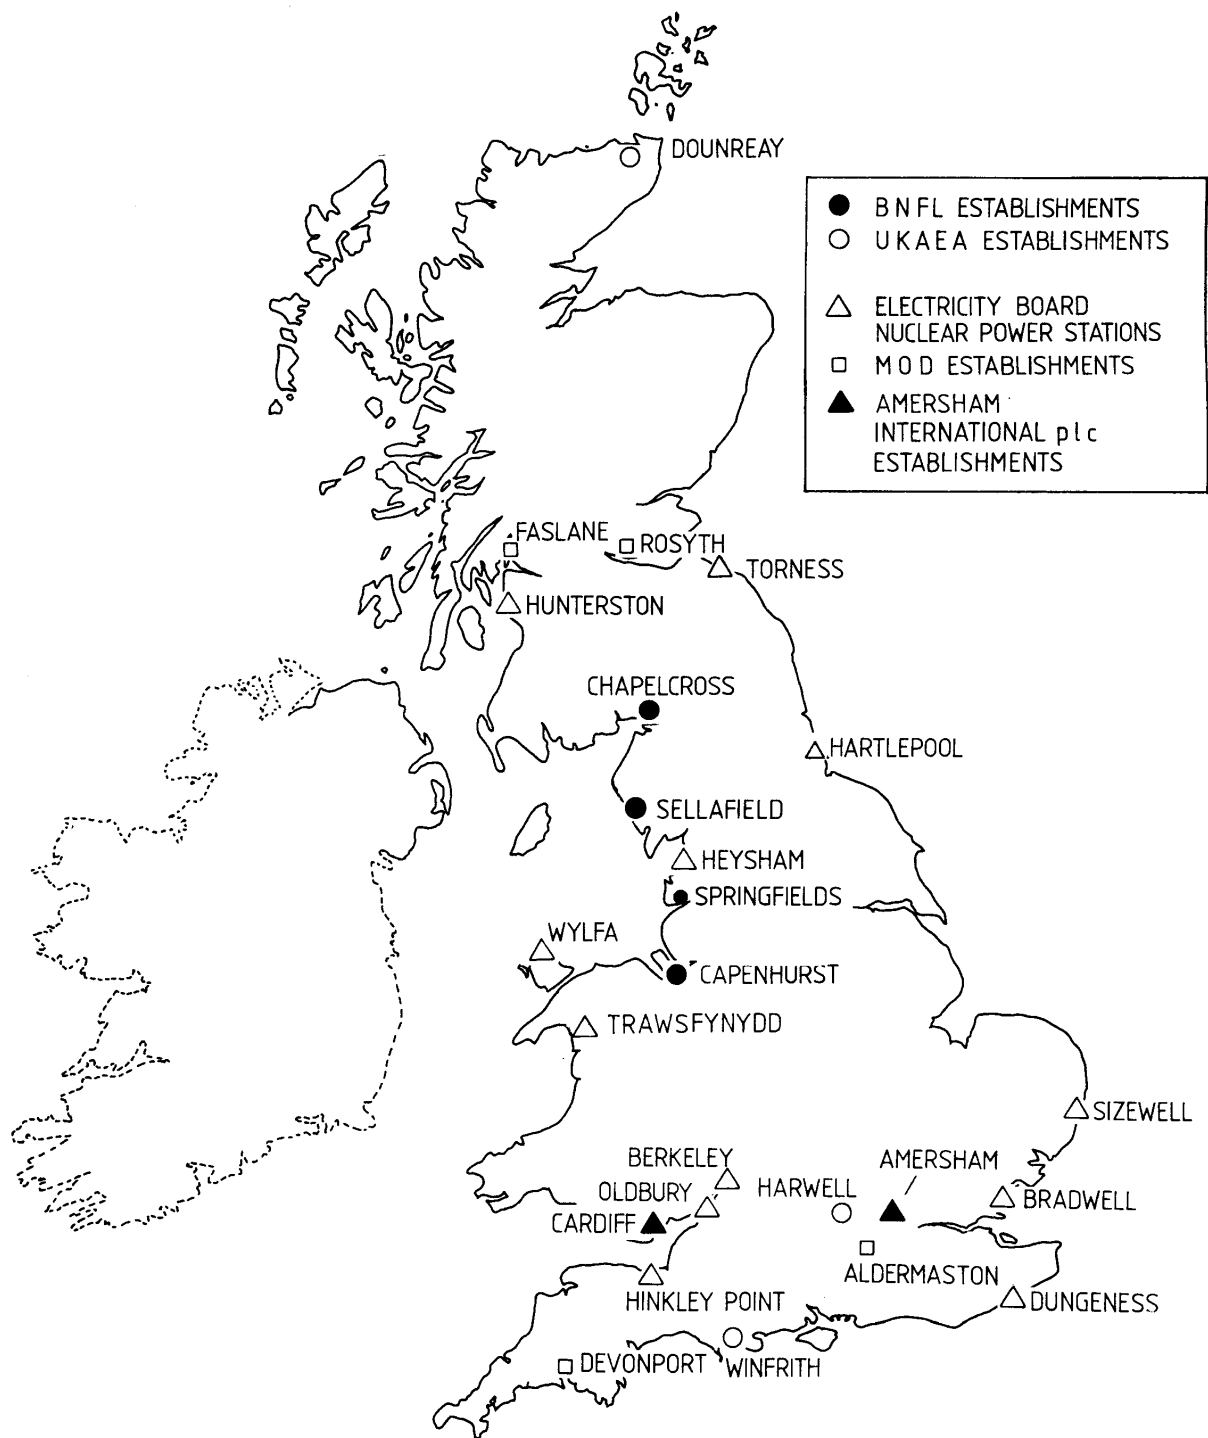 DOUNREAY
BNFL ESTABLISHMENTS
UKAEA ESTABLISHMENTS
ELECTRICITY BOARD
NUCLEAR POWER STATIONS
MOD ESTABLISHMENTS
AMERSHAM
INTERNATIONAL plc
ESTABLISHMENTS
FASLANE
ROSYTH
TORNESS
HUNTERSTON
CHAPELCROSS
HARTLEPOOL
SELLAFIELD
HEYSHAM
SPRINGFIELDS
WYLFA
CAPENHURST
TRAWSFYNYDD
SIZEWELL
BERKELEY
AMERSHAM
OLDBURY
HARWELL
BRADWELL
CARDIFF
ALDERMASTON
HINKLEY POINT
DUNGENESS
DEVONPORT
WINFRITH